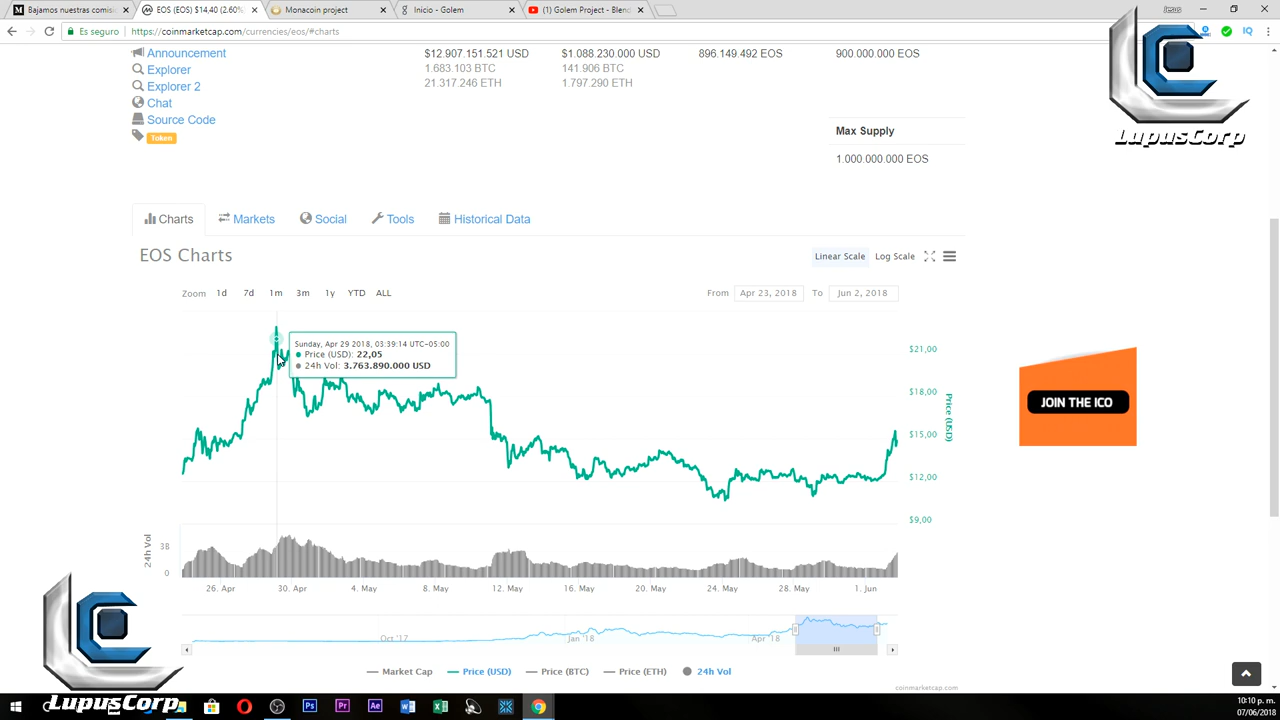 Bajamos nuestras comisi
EOS (EOS) $14,40 (2.60%
Monacoin project
Inicio - Golem
(1) Golem Project - Blend
Jesus
Es seguro
https://coinmarketcap.com/currencies/eos/#charts
IQ
Announcement
$12.907.151.521 USD
$1.088.230.000 USD
896.149.492 EOS
900.000.000 EOS
Explorer
1.683.103 BTC
141.906 BTC
Explorer 2
21.317.246 ETH
1.797.290 ETH
Chat
Source Code
Token
Max Supply
1.000.000.000 EOS
LupusCorp
Charts
Markets
Social
Tools
Historical Data
EOS Charts
Linear Scale
Log Scale
Zoom
1d
7d
1m
3m
1y
YTD
ALL
From
Apr 23, 2018
To
Jun 2, 2018
Sunday, Apr 29 2018, 03:39:14 UTC-05:00
Price (USD): 22,05
24h Vol: 3,763.890.000 USD
$21,00
$18,00
$15,00
$12,00
$9,00
Price (USD)
JOIN THE ICO
24h Vol
38
0
26. Apr
30. Apr
4. May
8. May
12. May
16. May
20. May
24. May
28. May
1. Jun
Oct '17
Jan '18
Apr '18
Market Cap
Price (USD)
Price (BTC)
Price (ETH)
24h Vol
coinmarketcap.com
LupusCorp
Ps
Pr
Ae
10:10 p.m.
07/06/2018